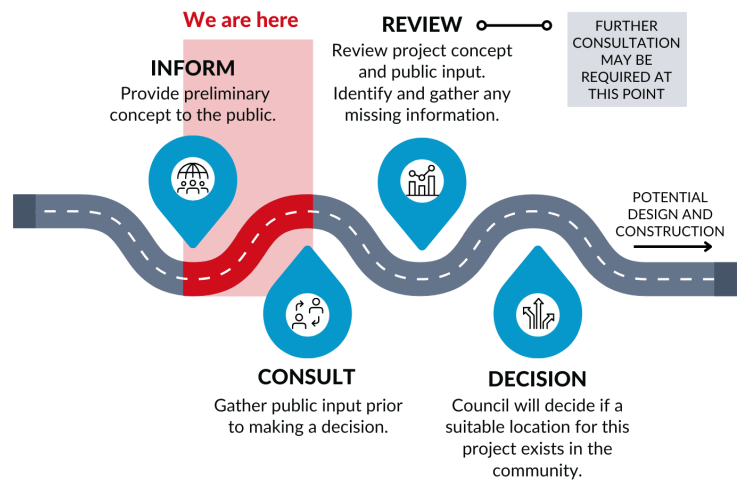 We are here
INFORM
Provide preliminary
concept to the public.
REVIEW
Review project concept
and public input.
Identify and gather any
missing information.
FURTHER
CONSULTATION
MAY BE
REQUIRED AT
THIS POINT
POTENTIAL
DESIGN AND
CONSTRUCTION
CONSULT
Gather public input prior
to making a decision.
DECISION
Council will decide if a
suitable location for this
project exists in the
community.